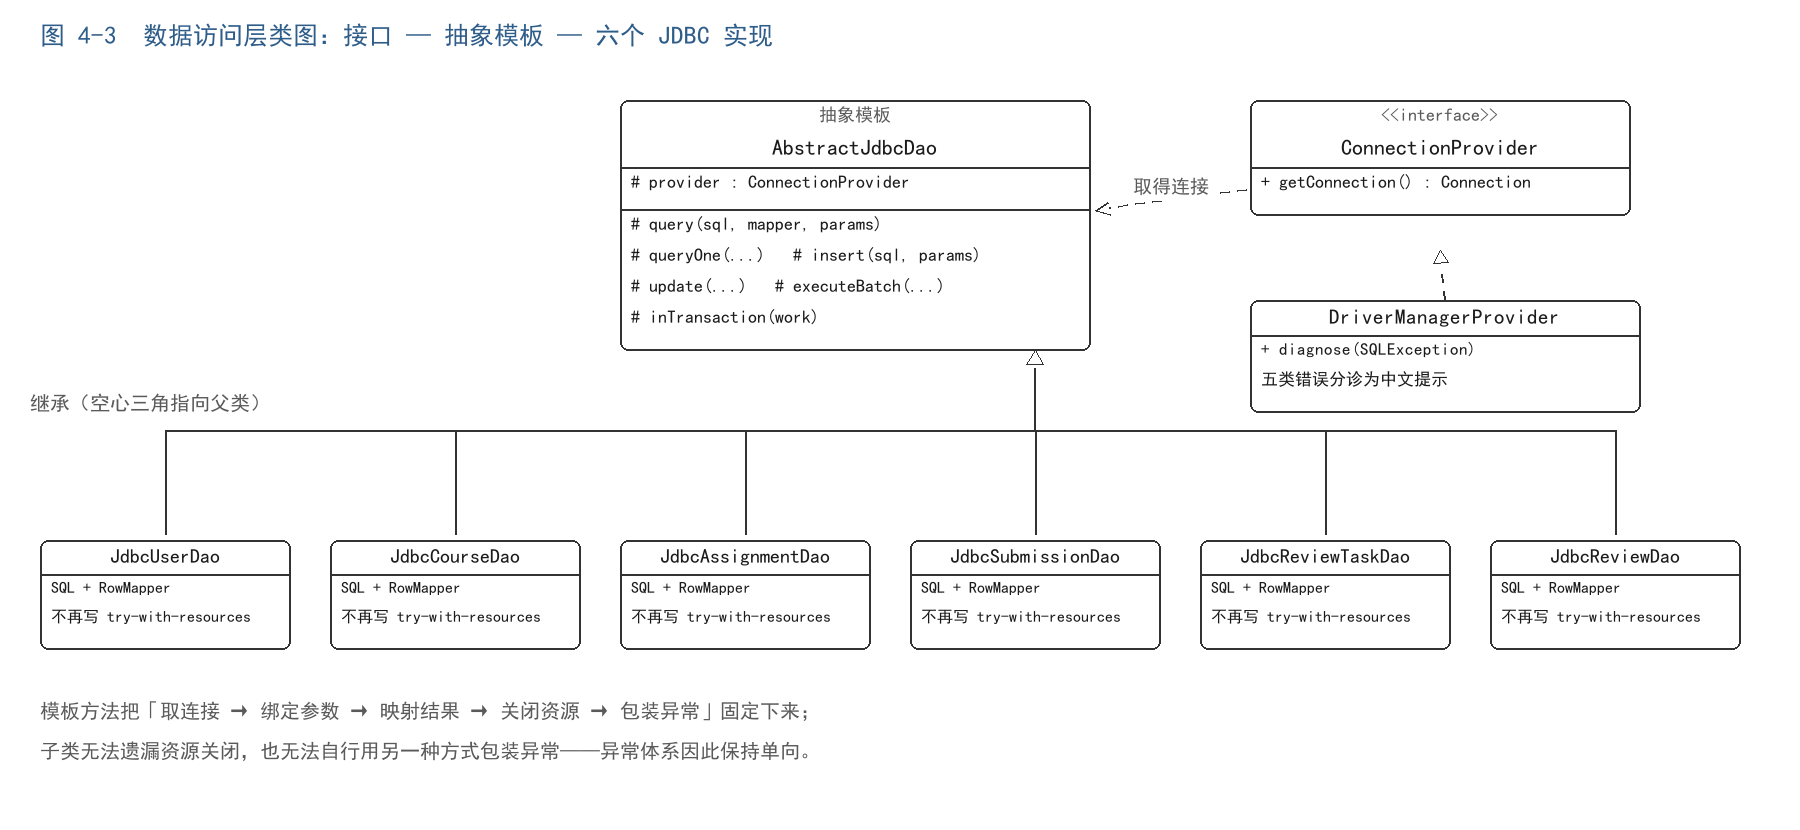 图 4-3  数据访问层类图：接口 — 抽象模板 — 六个 JDBC 实现
抽象模板
AbstractJdbcDao
# provider : ConnectionProvider
# query(sql, mapper, params)
# queryOne(...)   # insert(sql, params)
# update(...)   # executeBatch(...)
# inTransaction(work)
取得连接
<<interface>>
ConnectionProvider
+ getConnection() : Connection
DriverManagerProvider
+ diagnose(SQLException)
五类错误分诊为中文提示
继承（空心三角指向父类）
JdbcUserDao
SQL + RowMapper
不再写 try-with-resources
JdbcCourseDao
SQL + RowMapper
不再写 try-with-resources
JdbcAssignmentDao
SQL + RowMapper
不再写 try-with-resources
JdbcSubmissionDao
SQL + RowMapper
不再写 try-with-resources
JdbcReviewTaskDao
SQL + RowMapper
不再写 try-with-resources
JdbcReviewDao
SQL + RowMapper
不再写 try-with-resources
模板方法把「取连接 → 绑定参数 → 映射结果 → 关闭资源 → 包装异常」固定下来；
子类无法遗漏资源关闭，也无法自行用另一种方式包装异常——异常体系因此保持单向。